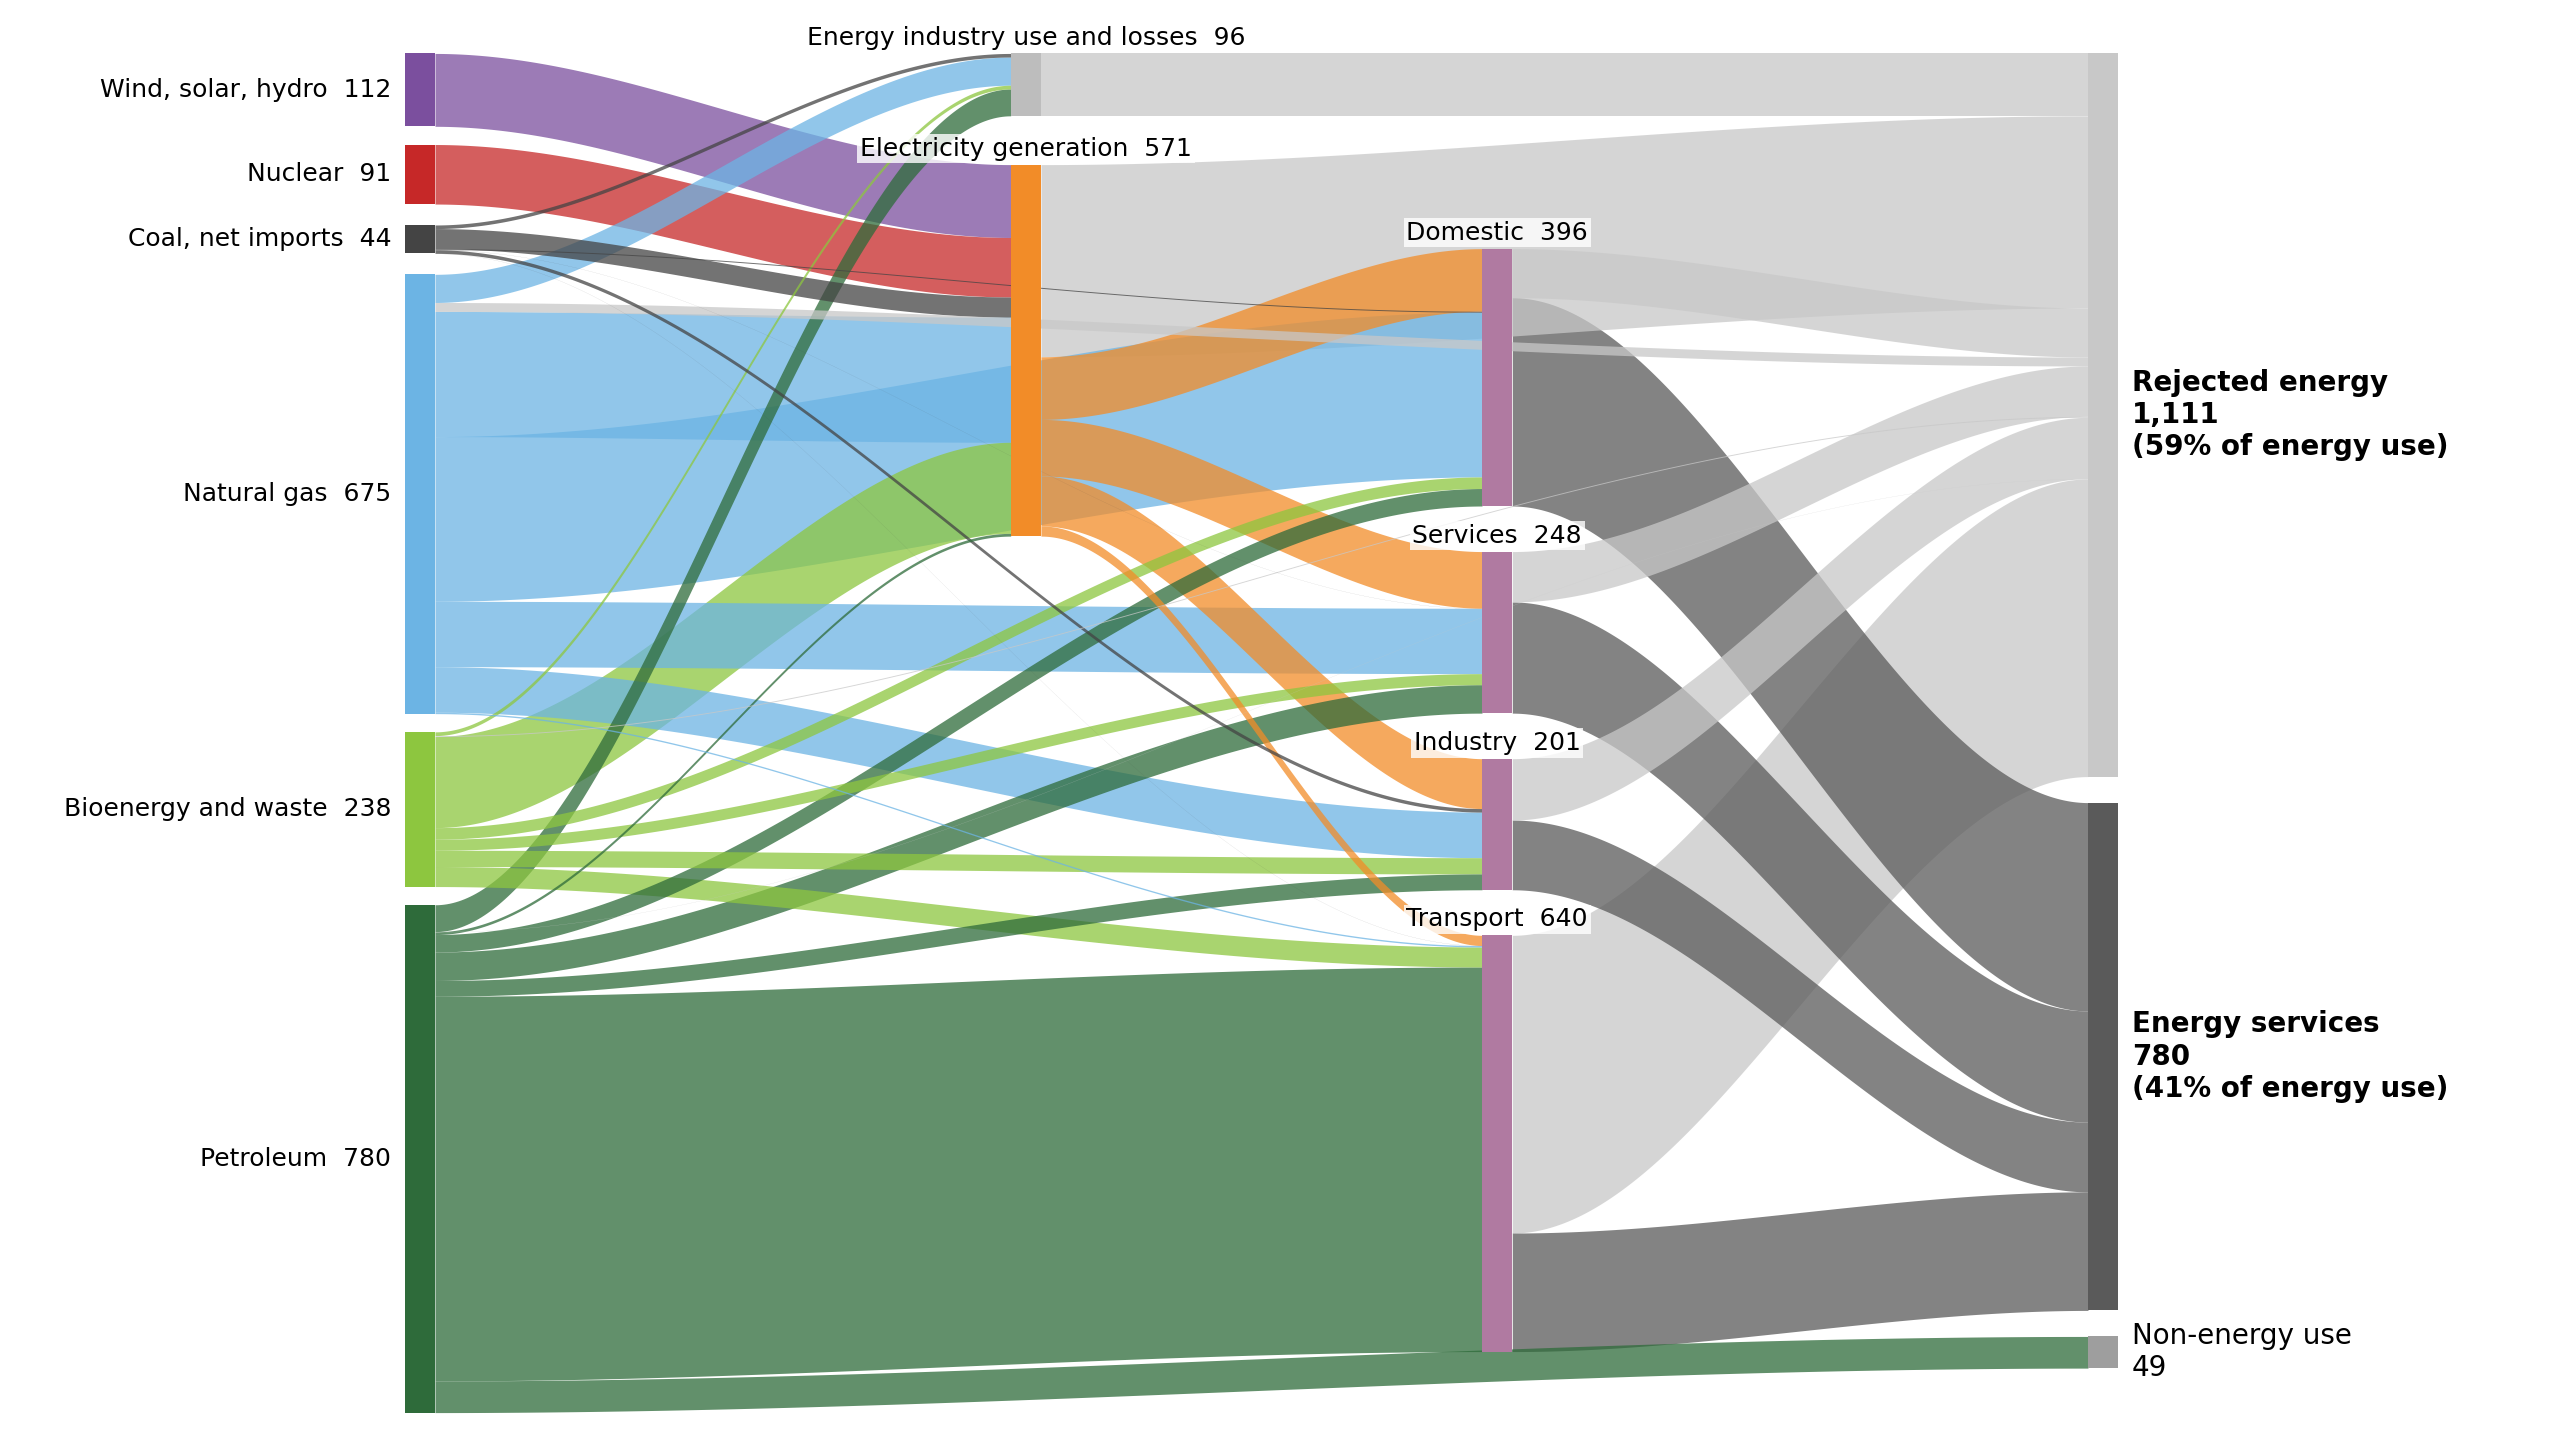 Energy industry use and losses  96
Wind, solar, hydro  112
Electricity generation  571
Nuclear  91
Coal, net imports  44
Domestic  396
Rejected energy
1,111
(59% of energy use)
Natural gas  675
Services  248
Industry  201
Bioenergy and waste  238
Transport  640
Energy services
780
(41% of energy use)
Petroleum  780
Non-energy use
49